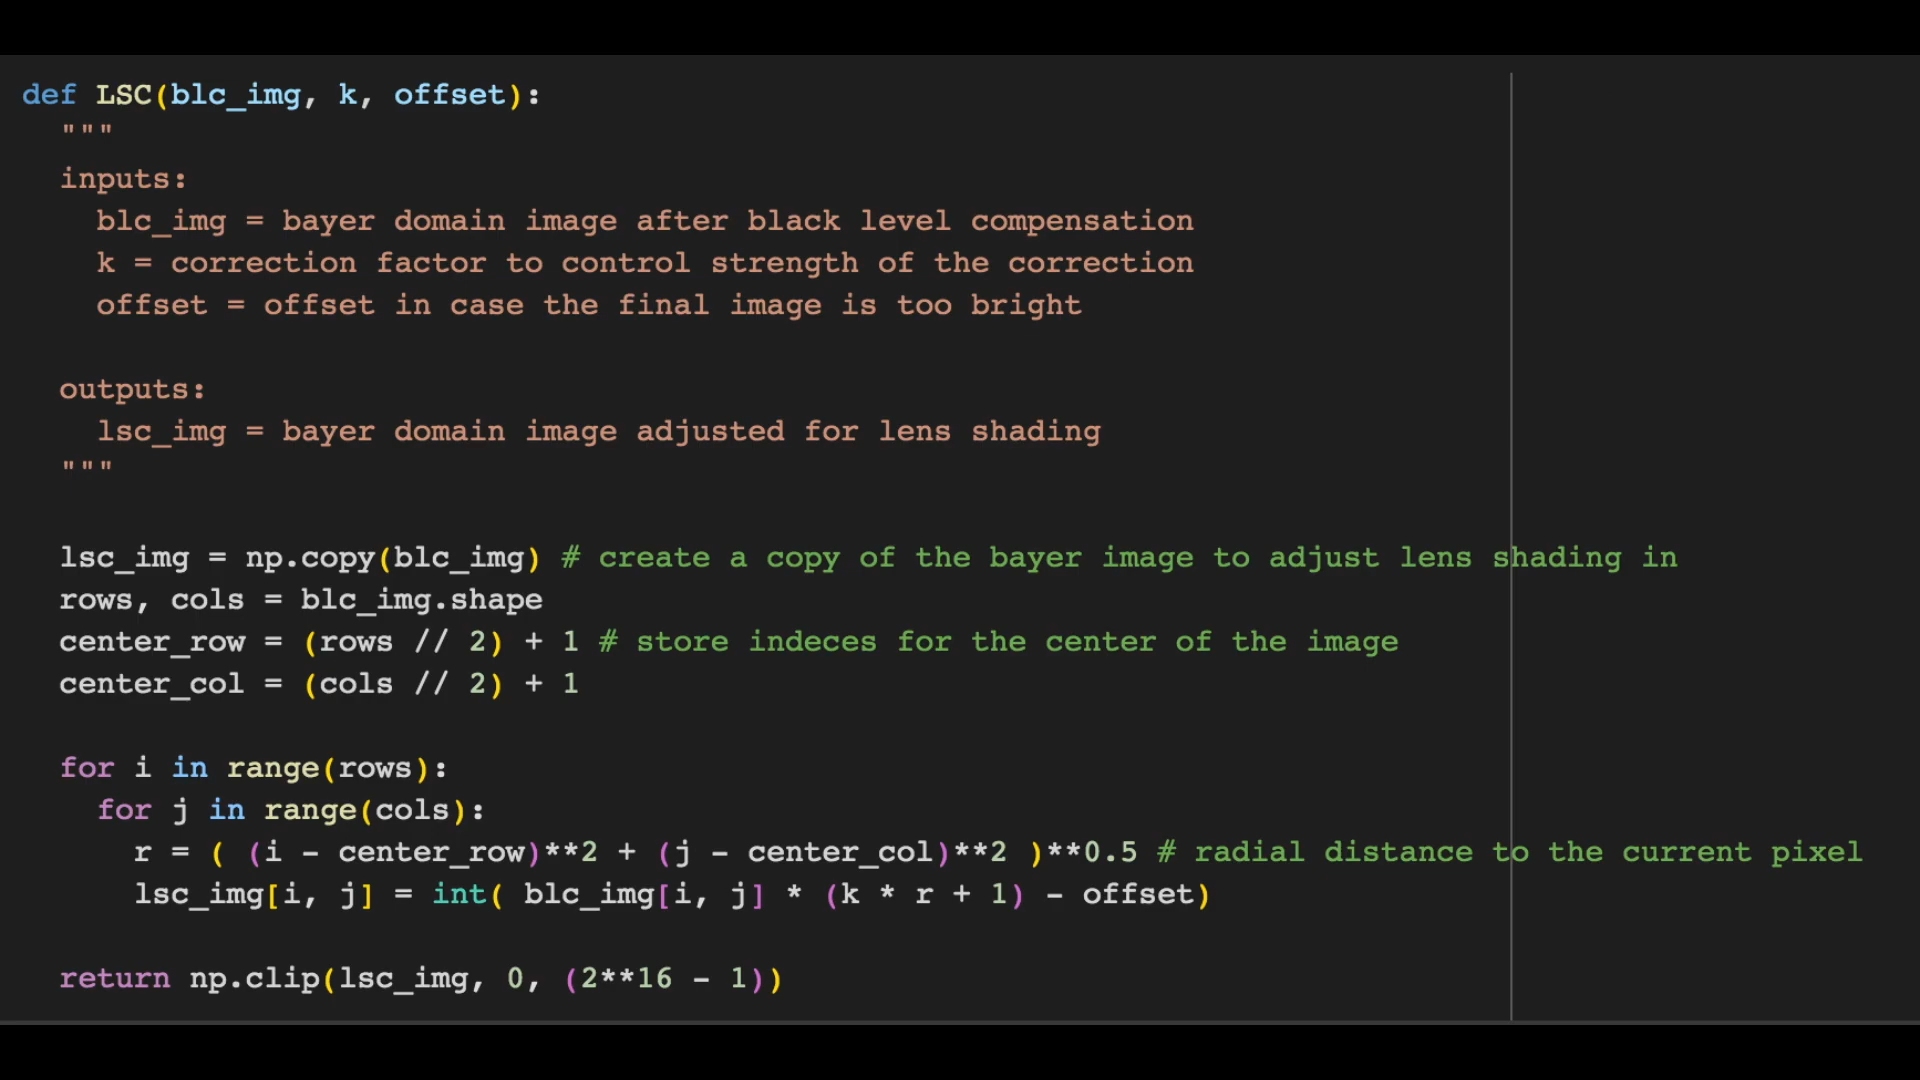 def LSC(blc_img, k, offset):
"""
inputs:
blc_img = bayer domain image after black level compensation
k = correction factor to control strength of the correction
offset = offset in case the final image is too bright
outputs:
lsc_img = bayer domain image adjusted for lens shading
"""
lsc_img = np.copy(blc_img) # create a copy of the bayer image to adjust lens shading in
rows, cols = blc_img.shape
center_row = (rows // 2) + 1 # store indeces for the center of the image
center_col = (cols // 2) + 1
for i in range(rows):
for j in range(cols):
r = ( (i - center_row)**2 + (j - center_col)**2 )**0.5 # radial distance to the current pixel
lsc_img[i, j] = int( blc_img[i, j] * (k * r + 1) - offset)
return np.clip(lsc_img, 0, (2**16 - 1))